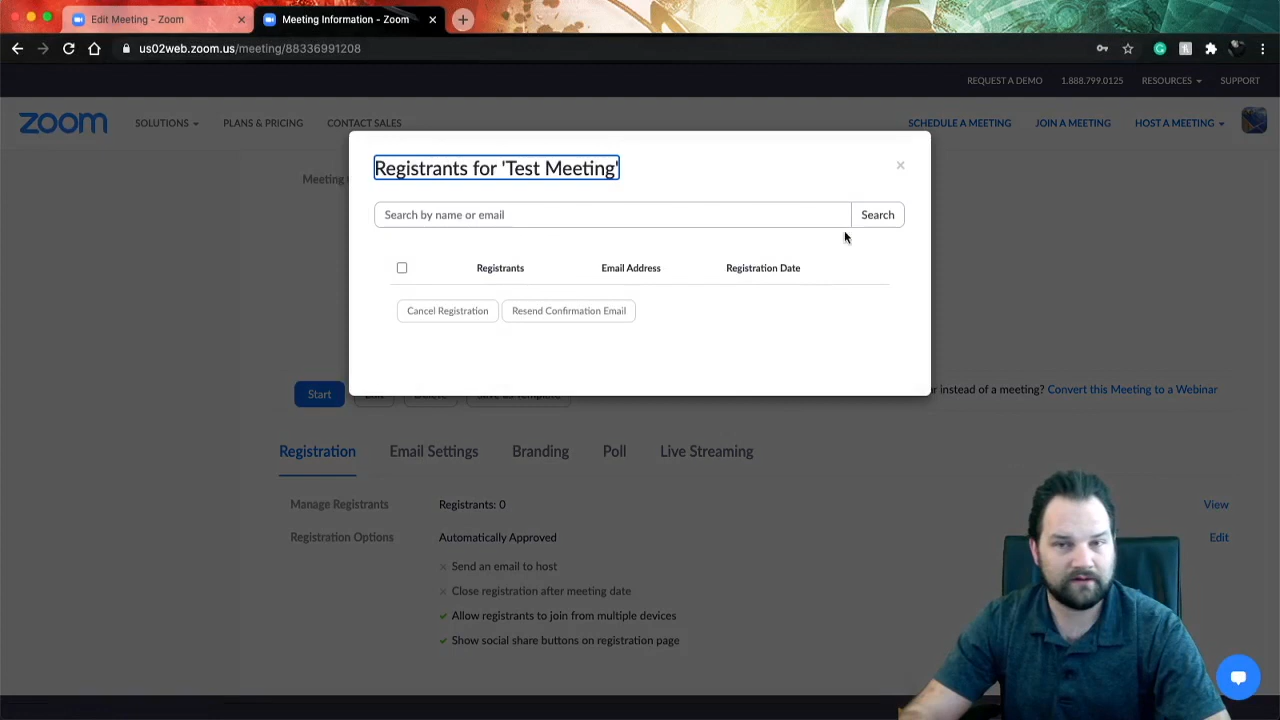 Edit Meeting - Zoom
Meeting Information - Zoom
us02web.zoom.us/meeting/88336991208
REQUEST A DEMO 1.888.799.0125 RESOURCES SUPPORT
zoom SOLUTIONS PLANS & PRICING CONTACT SALES SCHEDULE A MEETING JOIN A MEETING HOST A MEETING
Meeting
Registrants for 'Test Meeting'
Search by name or email Search
Registrants Email Address Registration Date
Cancel Registration Resend Confirmation Email
Start instead of a meeting? Convert this Meeting to a Webinar
Registration Email Settings Branding Poll Live Streaming
Manage Registrants Registrants: 0 View
Registration Options Automatically Approved Edit
Send an email to host
Close registration after meeting date
Allow registrants to join from multiple devices
Show social share buttons on registration page